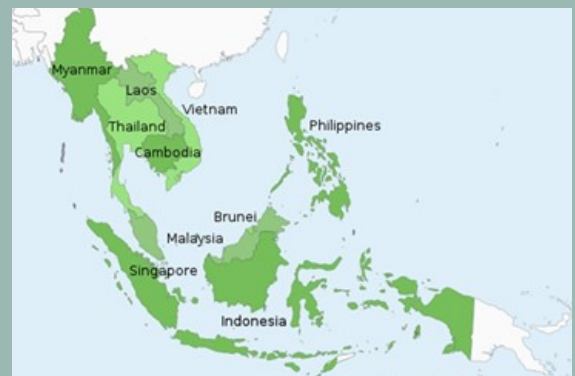 Myanmar
Laos
Vietnam
Thailand
Philippines
Cambodia
Brunei
Malaysia
Singapore
Indonesia